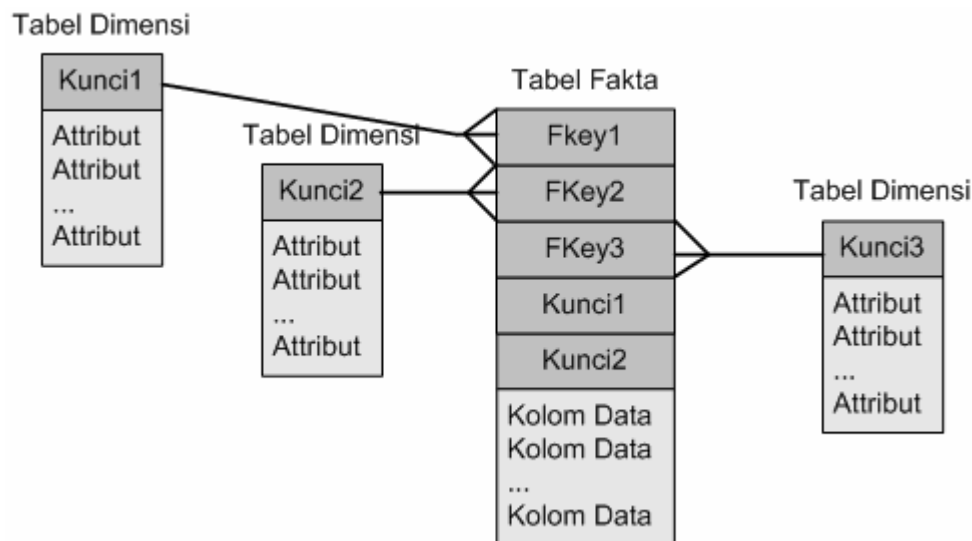 Tabel Dimensi
Kunci1
Attribut
Attribut
...
Attribut
Tabel Dimensi
Kunci2
Attribut
Attribut
...
Attribut
Tabel Fakta
Fkey1
FKey2
FKey3
Kunci1
Kunci2
Kolom Data
Kolom Data
...
Kolom Data
Tabel Dimensi
Kunci3
Attribut
Attribut
...
Attribut